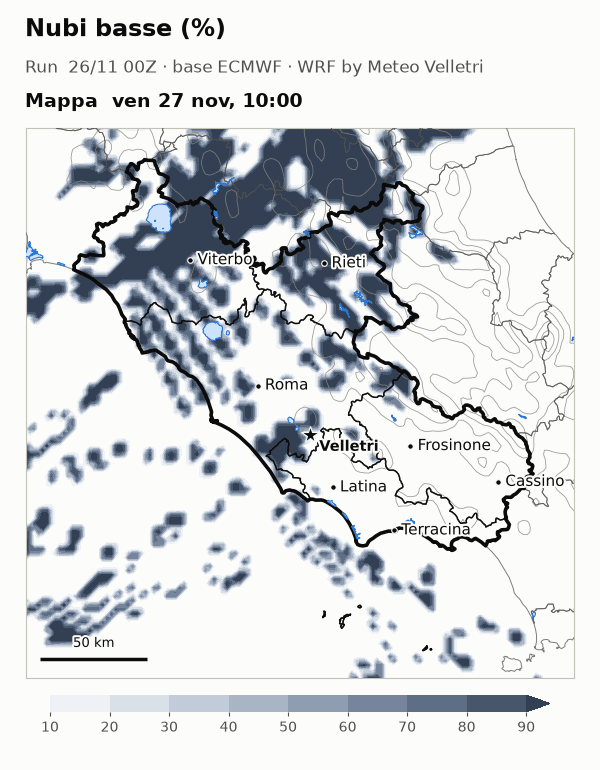 Nubi basse (%)
Run  26/11 00Z · base ECMWF · WRF by Meteo Velletri
Mappa  ven 27 nov, 10:00
Viterbo
Rieti
Roma
Velletri
Frosinone
Cassino
Latina
Terracina
50 km
10 20 30 40 50 60 70 80 90